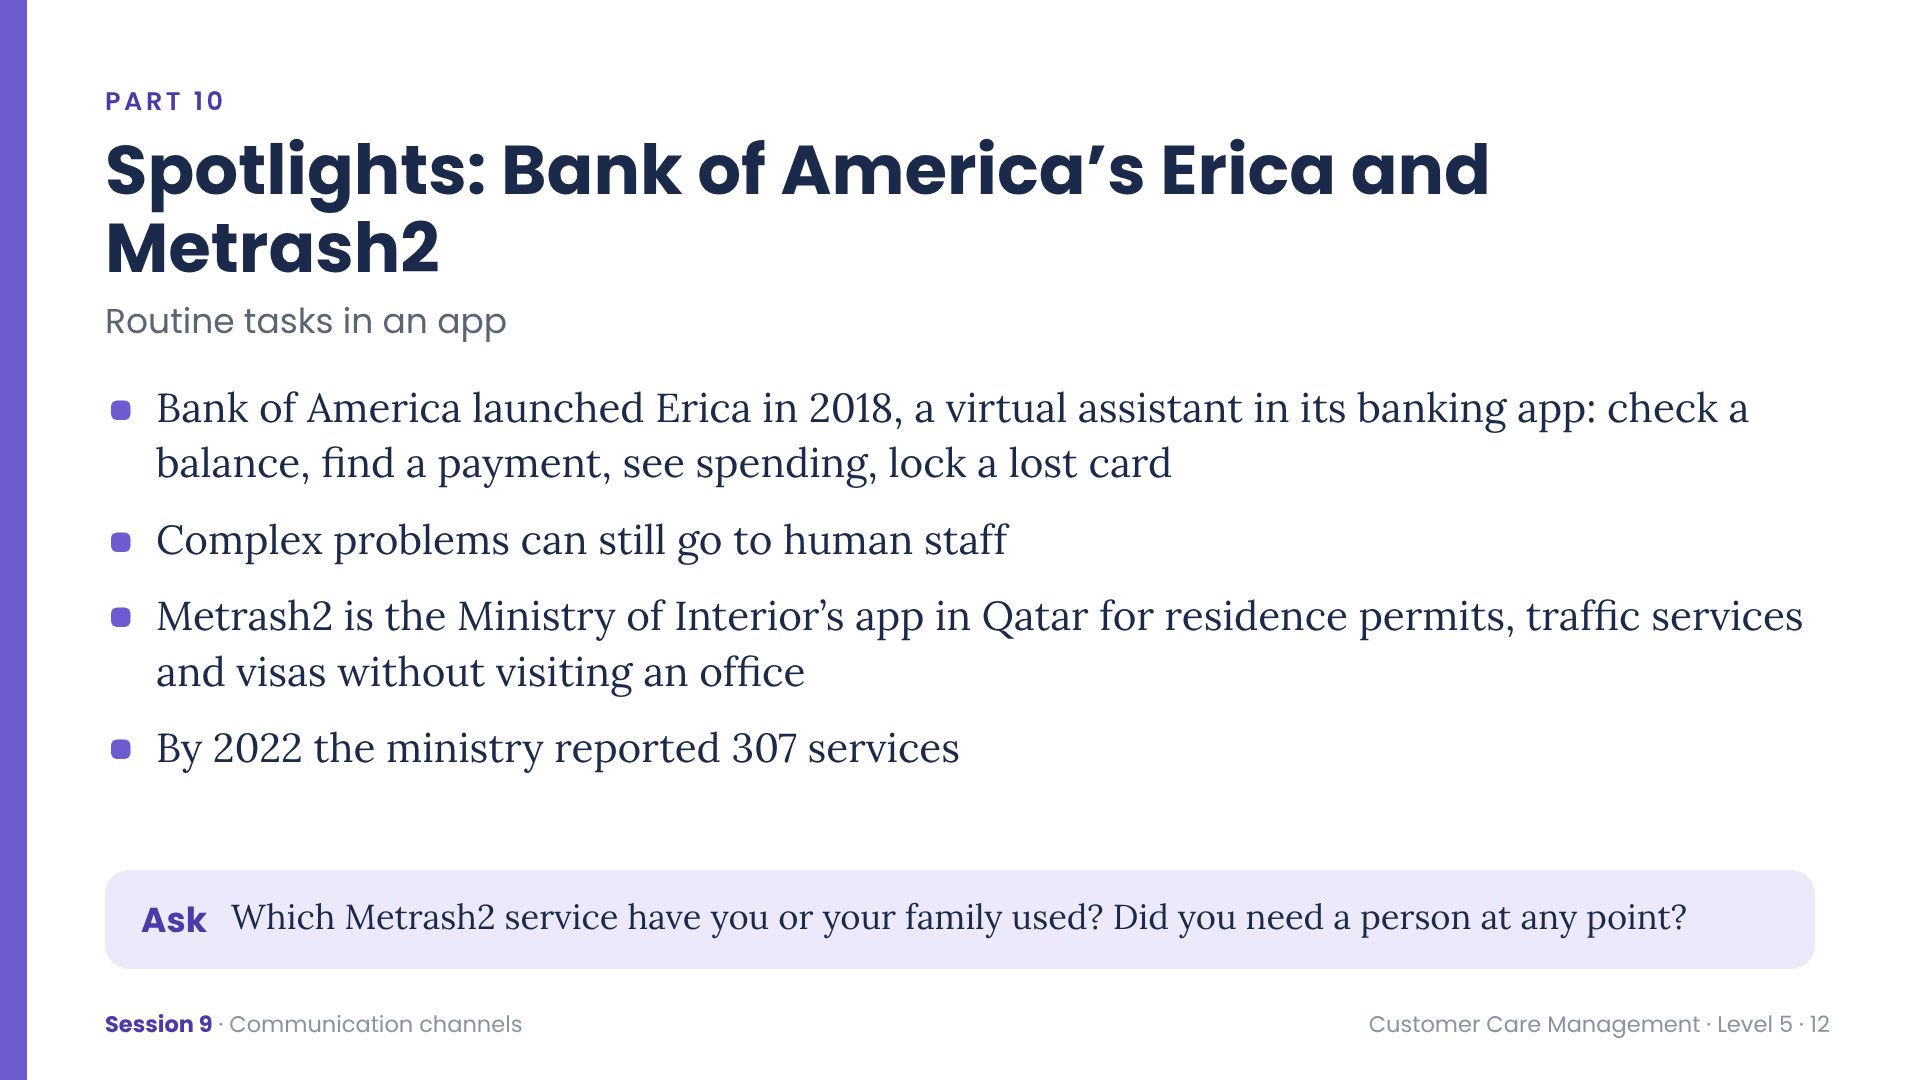 PART 10
Spotlights: Bank of America’s Erica and
Metrash2
Routine tasks in an app
Bank of America launched Erica in 2018, a virtual assistant in its banking app: check a
balance, find a payment, see spending, lock a lost card
Complex problems can still go to human staff
Metrash2 is the Ministry of Interior’s app in Qatar for residence permits, traffic services
and visas without visiting an office
By 2022 the ministry reported 307 services
Ask Which Metrash2 service have you or your family used? Did you need a person at any point?
Session 9 · Communication channels
Customer Care Management · Level 5 · 12